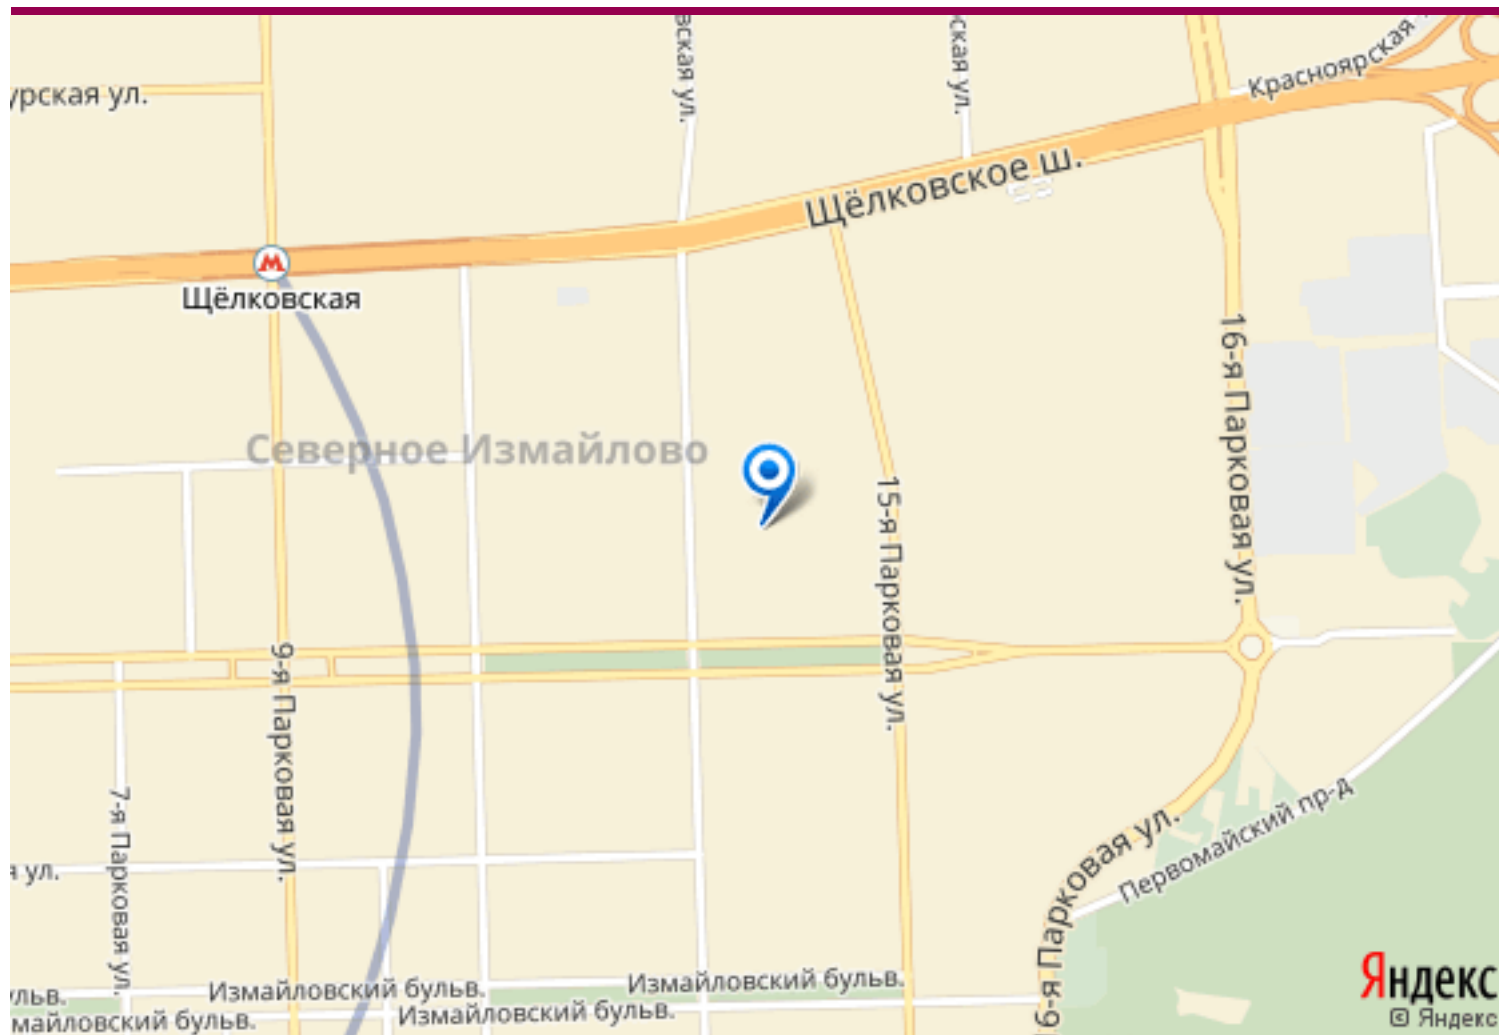 вская ул.
ская ул.
Красноярская
урская ул.
Щёлковское ш.
М
Щёлковская
16-я Парковая ул.
Северное Измайлово
15-я Парковая ул.
9-я Парковая ул.
7-я Парковая ул.
я ул.
16-я Парковая ул.
Первомайский пр-д
Измайловский бульв.
Измайловский бульв.
ульв.
майловский бульв.
Измайловский бульв.
Яндекс
© Яндекс